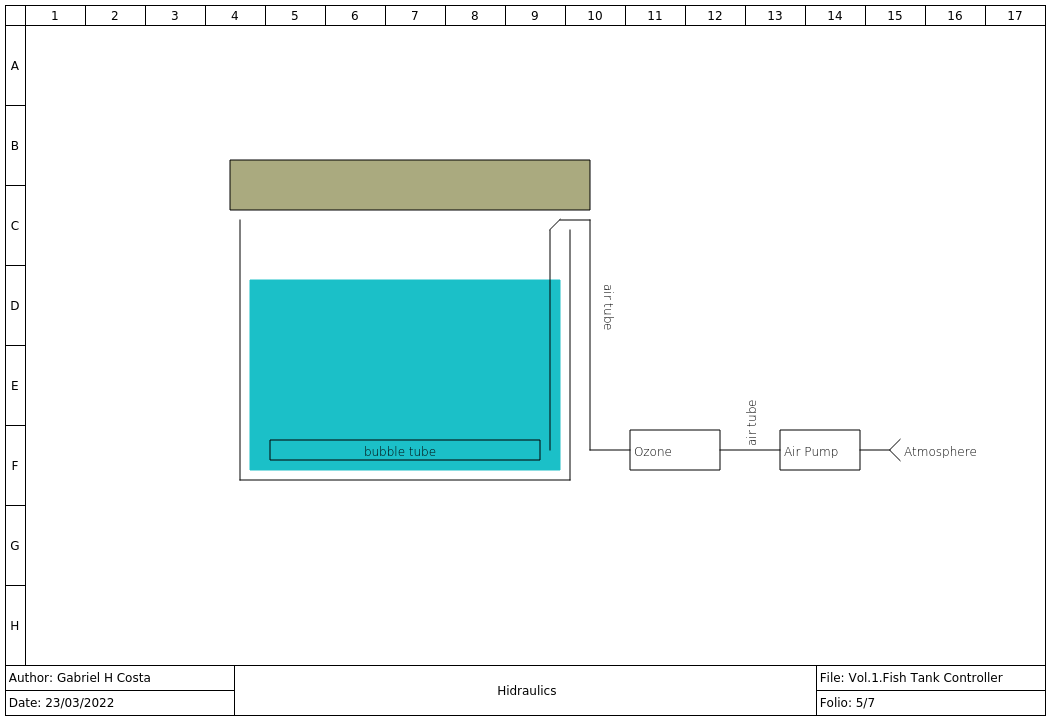 1 2 3 4 5 6 7 8 9 10 11 12 13 14 15 16 17
A
B
C
D
E
F
G
H
air tube
air tube
bubble tube
Ozone
Air Pump
Atmosphere
Author: Gabriel H Costa
Date: 23/03/2022
Hidraulics
File: Vol.1.Fish Tank Controller
Folio: 5/7